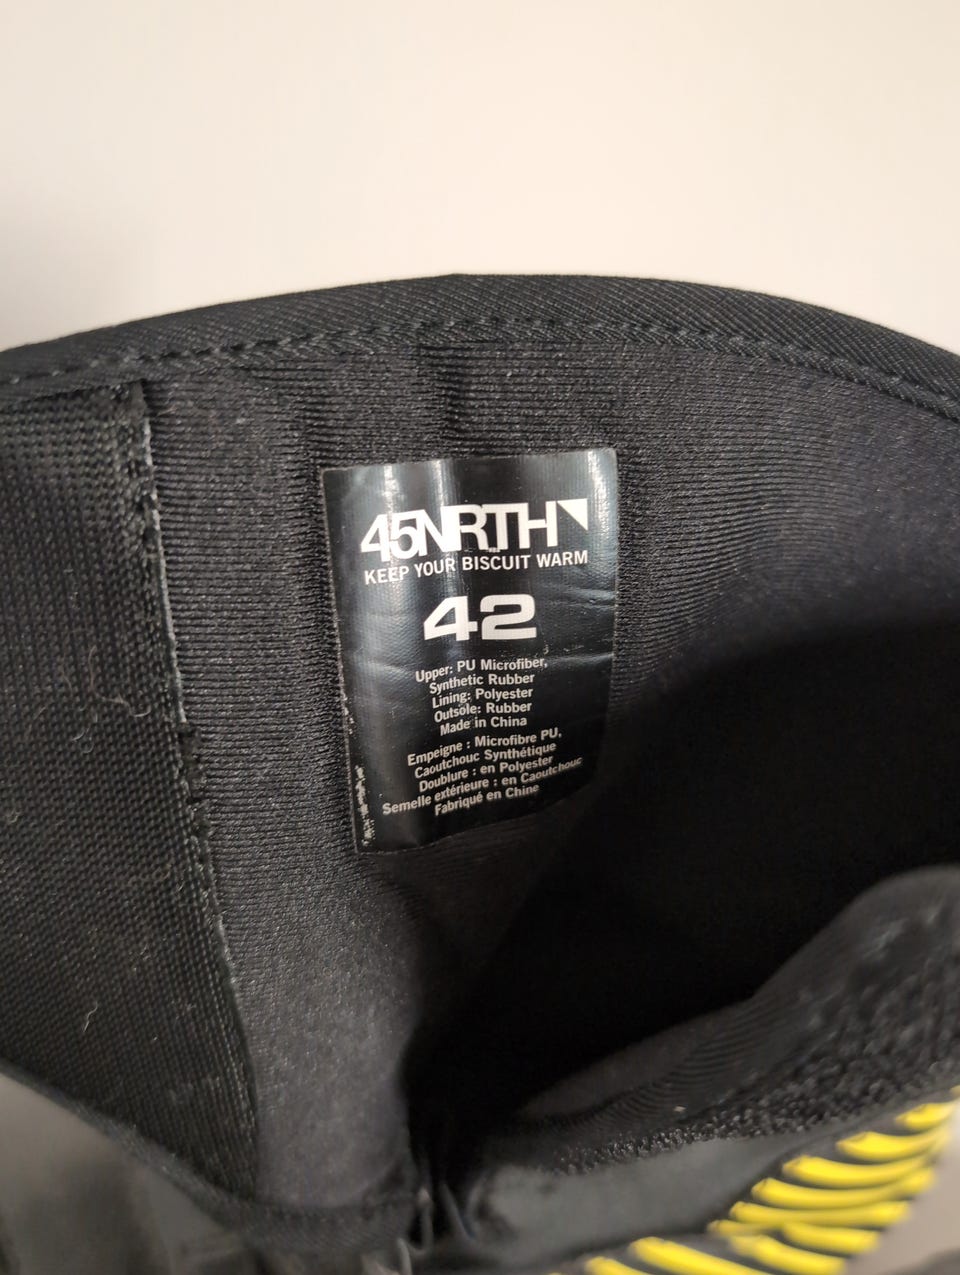 45NRTH
KEEP YOUR BISCUIT WARM
42
Upper: PU Microfiber,
Synthetic Rubber
Lining: Polyester
Outsole: Rubber
Made in China
Empeigne : Microfibre PU,
Caoutchouc Synthétique
Doublure : en Polyester
Semelle extérieure : en Caoutchouc
Fabriqué en Chine